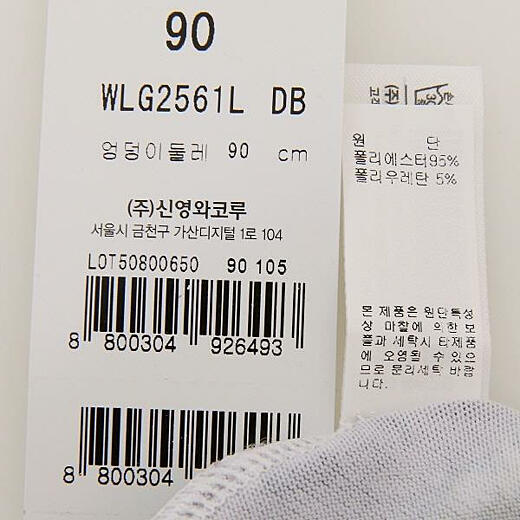 90
WLG2561L DB
엉덩이둘레 90 cm
(주)신영와코루
서울시 금천구 가산디지털 1로 104
LOT50800650 90 105
8 800304 926493
8 800304
원 단
폴리에스터95%
폴리우레탄 5%
본 제품은 원단특성
상 마찰에 의한 보
풀과 세탁시 타제품
에 오염될 수 있으
므로 분리세탁 바랍
니다.